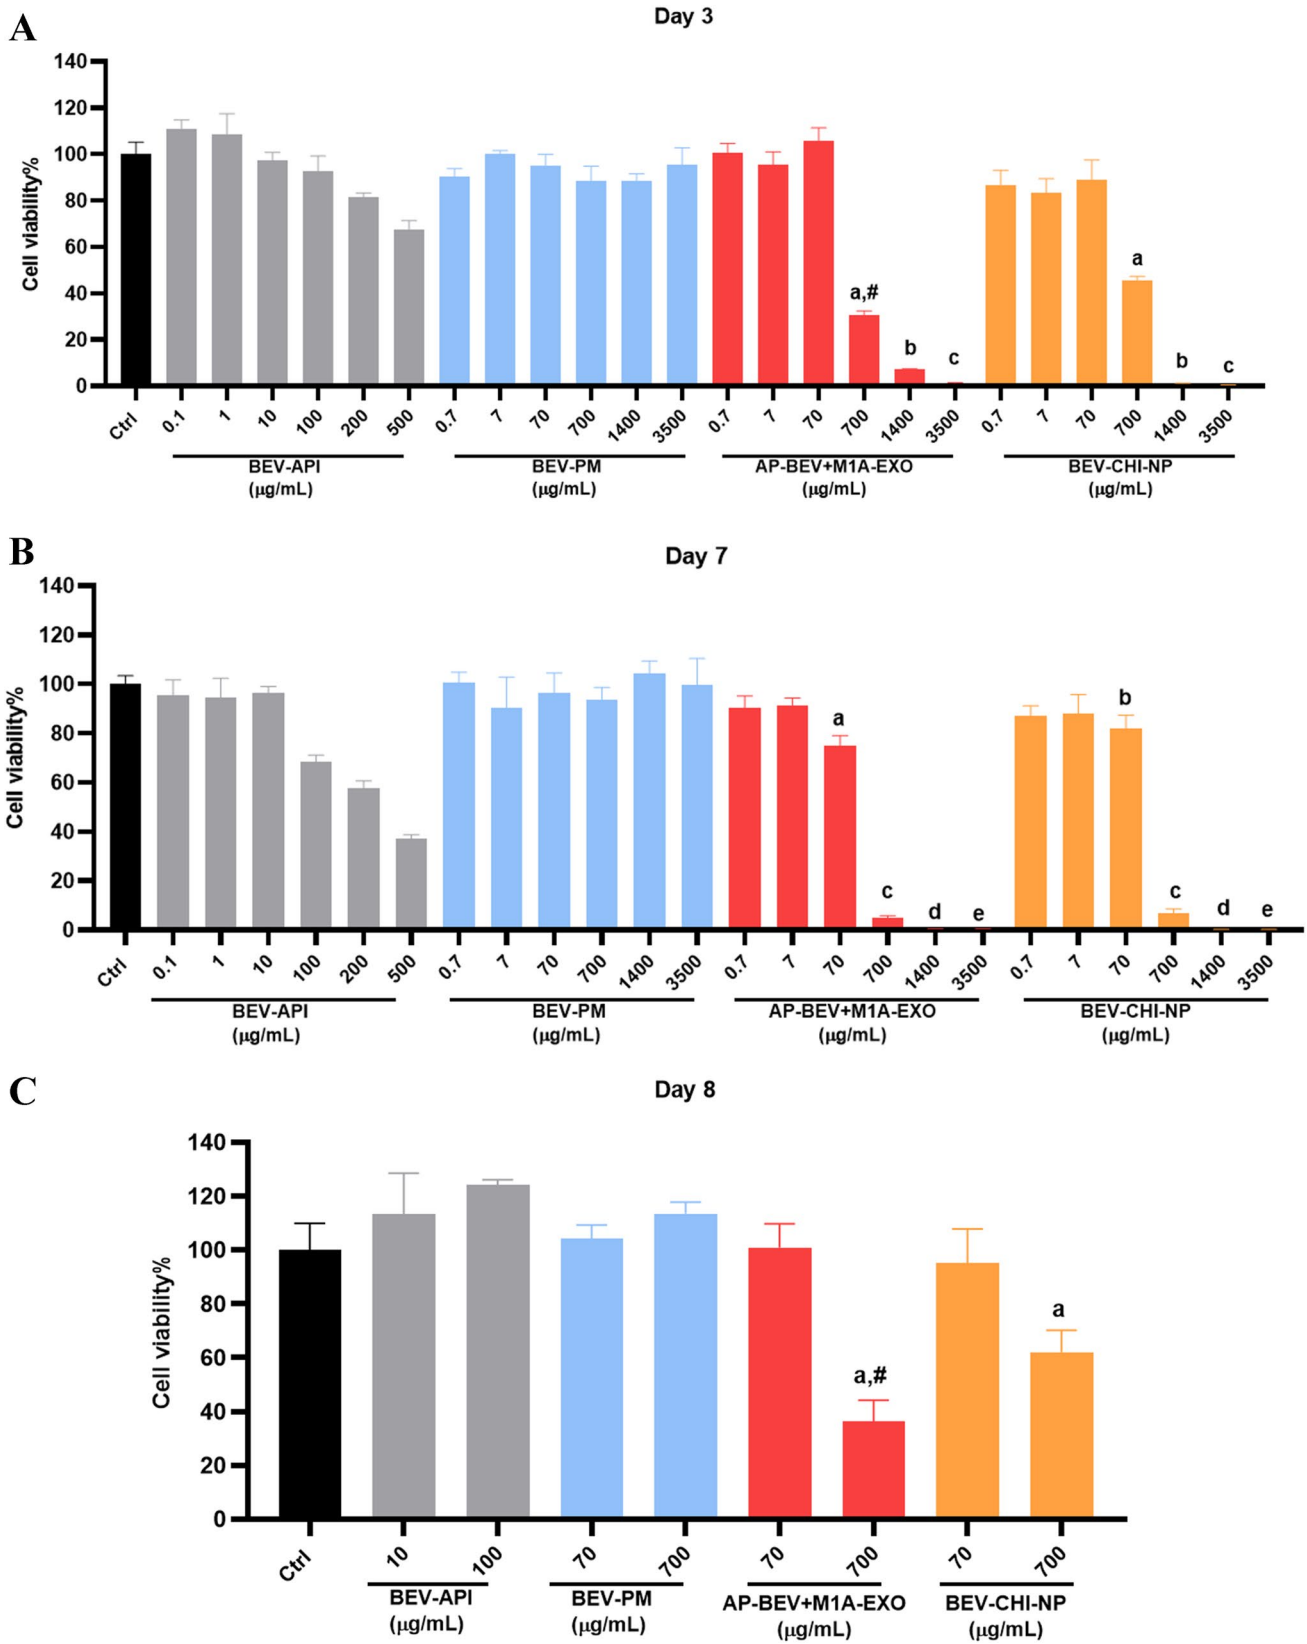 A
Day 3
Cell viability%
140
120
100
80
60
40
20
0
a,#
b
c
a
b
c
Ctrl 0.1 1 10 100 200 500 0.7 7 70 700 1400 3500 0.7 7 70 700 1400 3500 0.7 7 70 700 1400 3500
BEV-API BEV-PM AP-BEV+M1A-EXO BEV-CHI-NP
(μg/mL) (μg/mL) (μg/mL) (μg/mL)
B
Day 7
Cell viability%
140
120
100
80
60
40
20
0
a
c
d
e
b
c
d
e
Ctrl 0.1 1 10 100 200 500 0.7 7 70 700 1400 3500 0.7 7 70 700 1400 3500 0.7 7 70 700 1400 3500
BEV-API BEV-PM AP-BEV+M1A-EXO BEV-CHI-NP
(μg/mL) (μg/mL) (μg/mL) (μg/mL)
C
Day 8
Cell viability%
140
120
100
80
60
40
20
0
a,#
a
Ctrl 10 100 70 700 70 700 70 700
BEV-API BEV-PM AP-BEV+M1A-EXO BEV-CHI-NP
(μg/mL) (μg/mL) (μg/mL) (μg/mL)